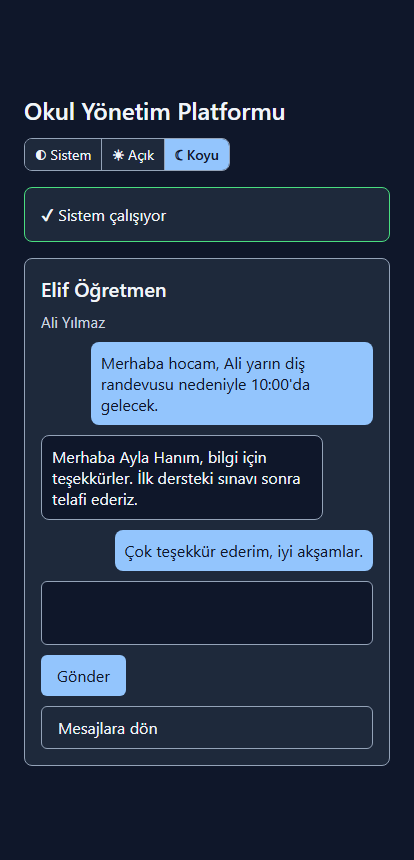 Okul Yönetim Platformu
◐ Sistem ☀ Açık ☾ Koyu
✓ Sistem çalışıyor
Elif Öğretmen
Ali Yılmaz
Merhaba hocam, Ali yarın diş
randevusu nedeniyle 10:00'da
gelecek.
Merhaba Ayla Hanım, bilgi için
teşekkürler. İlk dersteki sınavı sonra
telafi ederiz.
Çok teşekkür ederim, iyi akşamlar.
Gönder
Mesajlara dön